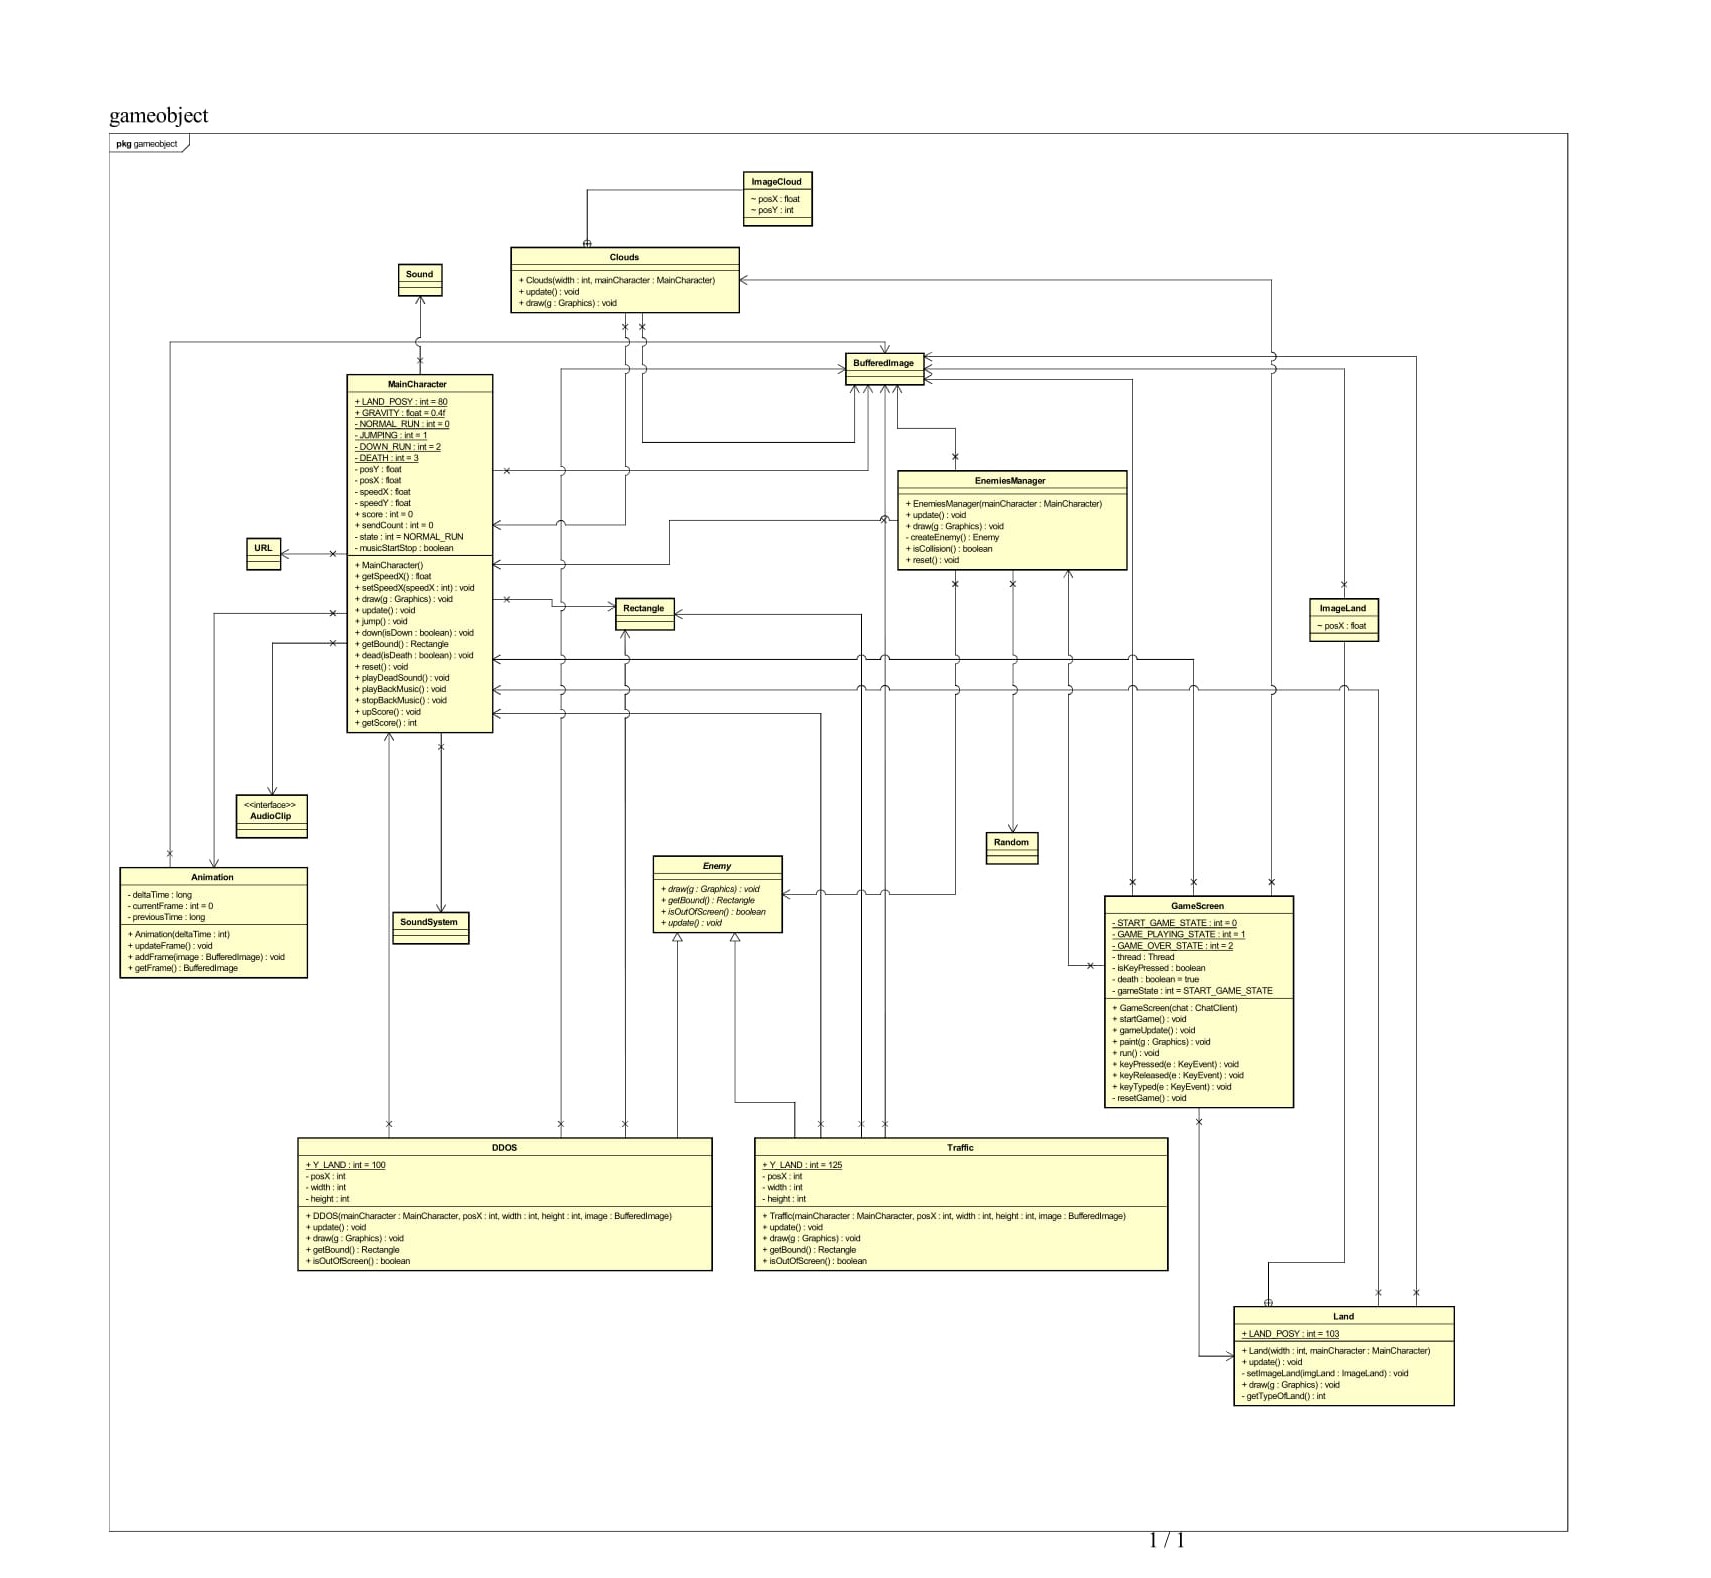 gameobject
pkg gameobject
ImageCloud
~ posX : float
~ posY : int
Clouds
+ Clouds(width : int, mainCharacter : MainCharacter)
+ update() : void
+ draw(g : Graphics) : void
Sound
BufferedImage
MainCharacter
+ LAND_POSY : int = 80
+ GRAVITY : float = 0.4f
- NORMAL_RUN : int = 0
- JUMPING : int = 1
- DOWN_RUN : int = 2
- DEATH : int = 3
- posY : float
- posX : float
- speedX : float
- speedY : float
+ score : int = 0
+ sendCount : int = 0
- state : int = NORMAL_RUN
- musicStartStop : boolean
+ MainCharacter()
+ getSpeedX() : float
+ setSpeedX(speedX : int) : void
+ draw(g : Graphics) : void
+ update() : void
+ jump() : void
+ down(isDown : boolean) : void
+ getBound() : Rectangle
+ dead(isDeath : boolean) : void
+ reset() : void
+ playDeadSound() : void
+ playBackMusic() : void
+ stopBackMusic() : void
+ upScore() : void
+ getScore() : int
EnemiesManager
+ EnemiesManager(mainCharacter : MainCharacter)
+ update() : void
+ draw(g : Graphics) : void
- createEnemy() : Enemy
+ isCollision() : boolean
+ reset() : void
URL
Rectangle
ImageLand
~ posX : float
<<interface>>
AudioClip
Random
Animation
- deltaTime : long
- currentFrame : int = 0
- previousTime : long
+ Animation(deltaTime : int)
+ updateFrame() : void
+ addFrame(image : BufferedImage) : void
+ getFrame() : BufferedImage
Enemy
+ draw(g : Graphics) : void
+ getBound() : Rectangle
+ isOutOfScreen() : boolean
+ update() : void
SoundSystem
GameScreen
- START_GAME_STATE : int = 0
- GAME_PLAYING_STATE : int = 1
- GAME_OVER_STATE : int = 2
- thread : Thread
- isKeyPressed : boolean
- death : boolean = true
- gameState : int = START_GAME_STATE
+ GameScreen(chat : ChatClient)
+ startGame() : void
+ gameUpdate() : void
+ paint(g : Graphics) : void
+ run() : void
+ keyPressed(e : KeyEvent) : void
+ keyReleased(e : KeyEvent) : void
+ keyTyped(e : KeyEvent) : void
- resetGame() : void
DDOS
+ Y_LAND : int = 100
- posX : int
- width : int
- height : int
+ DDOS(mainCharacter : MainCharacter, posX : int, width : int, height : int, image : BufferedImage)
+ update() : void
+ draw(g : Graphics) : void
+ getBound() : Rectangle
+ isOutOfScreen() : boolean
Traffic
+ Y_LAND : int = 125
- posX : int
- width : int
- height : int
+ Traffic(mainCharacter : MainCharacter, posX : int, width : int, height : int, image : BufferedImage)
+ update() : void
+ draw(g : Graphics) : void
+ getBound() : Rectangle
+ isOutOfScreen() : boolean
Land
+ LAND_POSY : int = 103
+ Land(width : int, mainCharacter : MainCharacter)
+ update() : void
- setImageLand(imgLand : ImageLand) : void
+ draw(g : Graphics) : void
- getTypeOfLand() : int
1 / 1